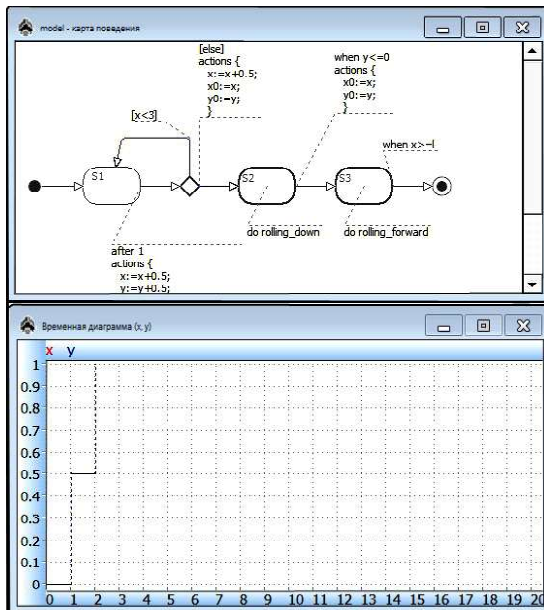 model - карта поведения
[else]
actions {
x:=x+0.5;
x0:=x;
y0:=y;
}
when y<=0
actions {
x0:=x;
y0:=y;
}
[x<3]
when x>=l
S1
S2
S3
after 1
actions {
x:=x+0.5;
y:=y+0.5;
do rolling_down
do rolling_forward
Временная диаграмма (x, y)
x y
1
0.9
0.8
0.7
0.6
0.5
0.4
0.3
0.2
0.1
0
0 1 2 3 4 5 6 7 8 9 10 11 12 13 14 15 16 17 18 19 20